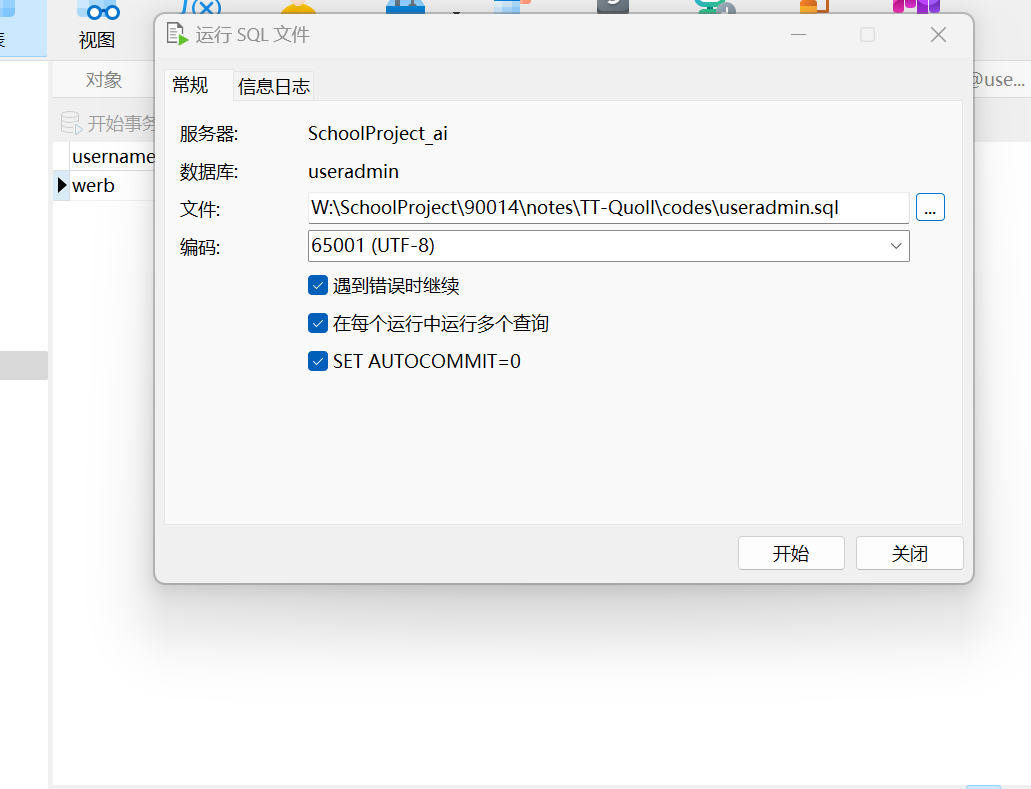 视图
运行 SQL 文件
对象
@use...
常规
信息日志
开始事务
服务器:
SchoolProject_ai
username
数据库:
useradmin
werb
文件:
W:\SchoolProject\90014\notes\TT-Quoll\codes\useradmin.sql
...
编码:
65001 (UTF-8)
遇到错误时继续
在每个运行中运行多个查询
SET AUTOCOMMIT=0
开始
关闭